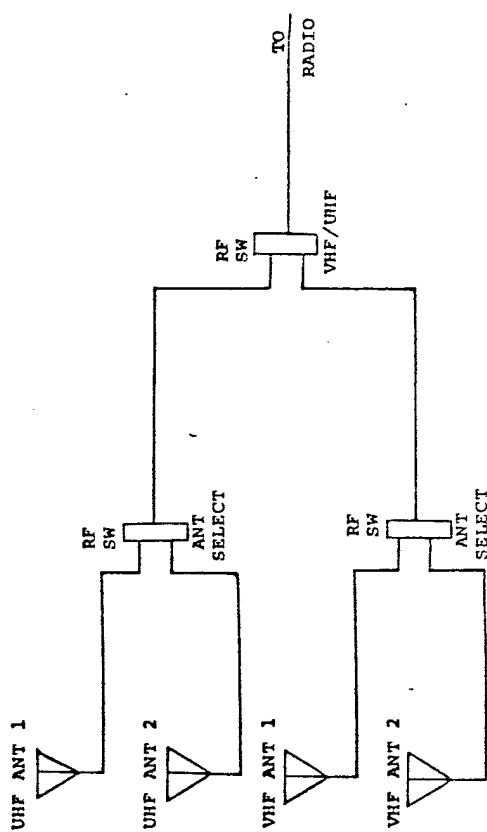 UHF ANT 1
RF
SW
ANT
SELECT
UHF ANT 2
RF
SW
VHF/UHF
TO
RADIO
VHF ANT 1
RF
SW
ANT
SELECT
VHF ANT 2